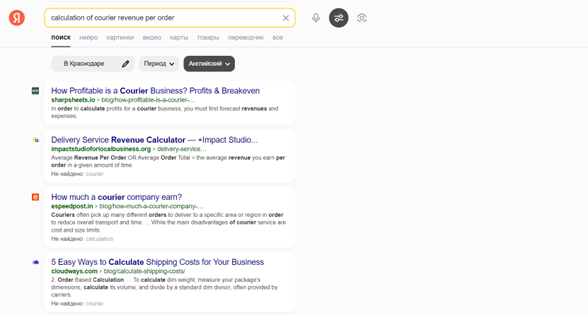 Я calculation of courier revenue per order
поиск нейро картинки видео карты товары переводчик все
В Краснодаре Период Английский
How Profitable is a Courier Business? Profits & Breakeven
sharpsheets.io › blog/how-profitable-is-a-courier-…
In order to calculate profits for a courier business, you must first forecast revenues and
expenses.
Delivery Service Revenue Calculator — +Impact Studio...
impactstudioforlocalbusiness.org › delivery-service…
Average Revenue Per Order OR Average Order Total = the average revenue you earn per
order in a given amount of time.
Не найдено: courier
How much a courier company earn?
espeedpost.in › blog/how-much-a-courier-company-…
Couriers often pick up many different orders to deliver to a specific area or region in order
to reduce overall transport and time. ... While the main disadvantages of courier service are
cost and size limits.
Не найдено: calculation
5 Easy Ways to Calculate Shipping Costs for Your Business
cloudways.com › blog/calculate-shipping-costs/
2. Order Based Calculation. ... To calculate dim weight, measure your package's
dimensions, calculate its volume, and divide by a standard dim divisor, often provided by
carriers.
Не найдено: courier